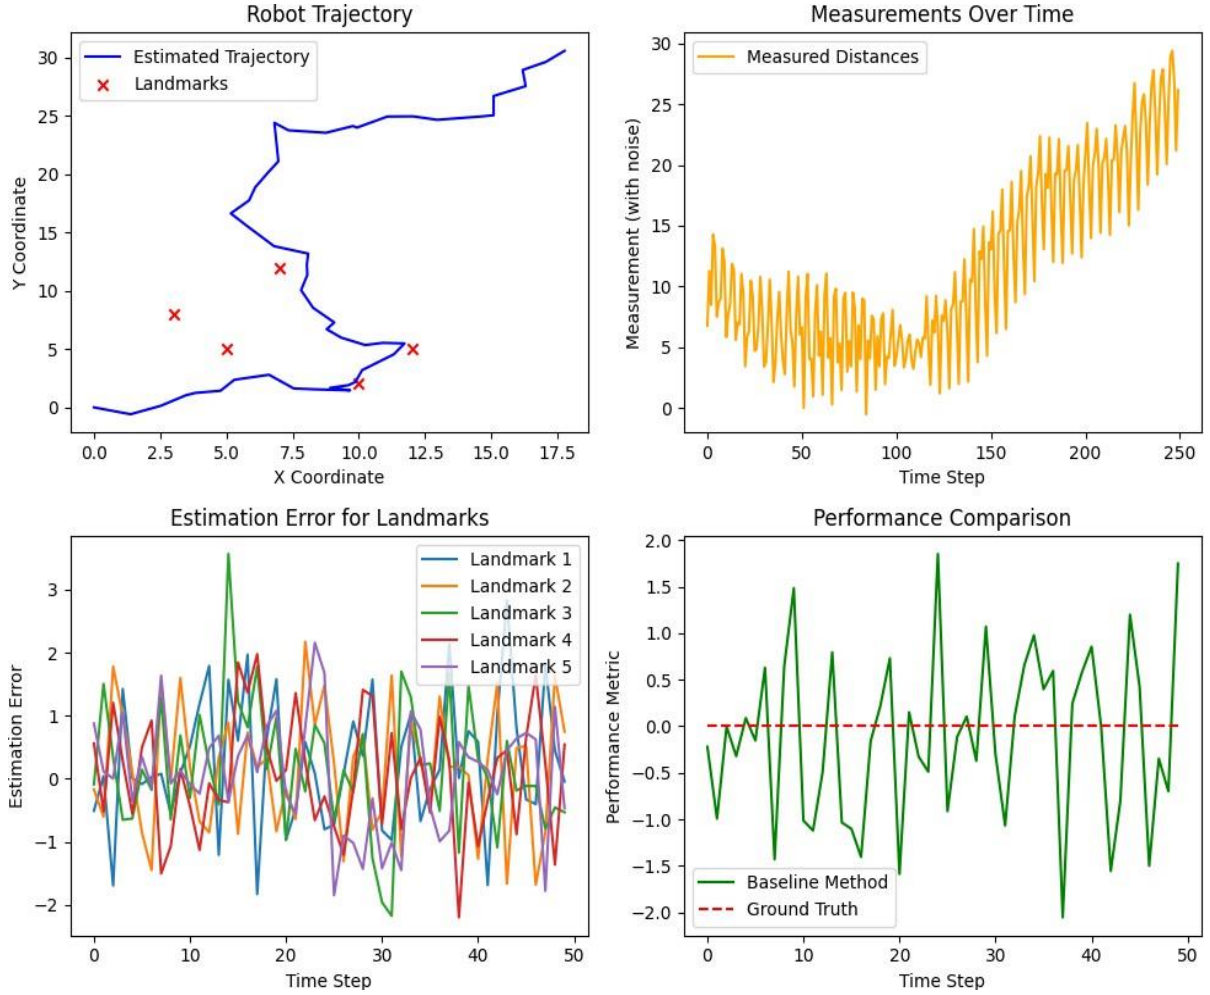 Robot Trajectory
Estimated Trajectory
Landmarks
30
25
20
15
10
5
0
Y Coordinate
0.0 2.5 5.0 7.5 10.0 12.5 15.0 17.5
X Coordinate
Measurements Over Time
Measured Distances
30
25
20
15
10
5
0
Measurement (with noise)
0 50 100 150 200 250
Time Step
Estimation Error for Landmarks
Landmark 1
Landmark 2
Landmark 3
Landmark 4
Landmark 5
3
2
1
0
−1
−2
Estimation Error
0 10 20 30 40 50
Time Step
Performance Comparison
2.0
1.5
1.0
0.5
0.0
−0.5
−1.0
−1.5
−2.0
Performance Metric
Baseline Method
Ground Truth
0 10 20 30 40 50
Time Step